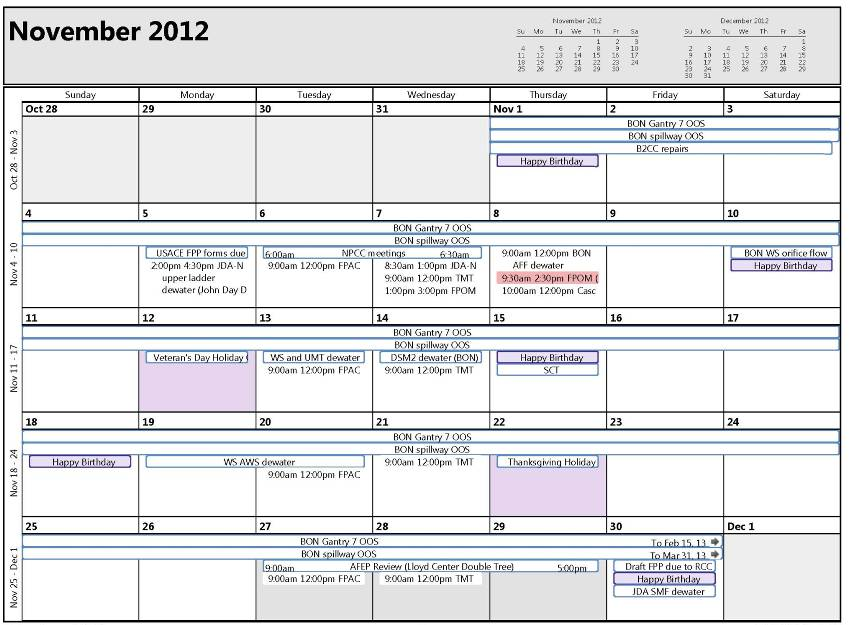 November 2012
November 2012
Su Mo Tu We Th Fr Sa
1 2 3
4 5 6 7 8 9 10
11 12 13 14 15 16 17
18 19 20 21 22 23 24
25 26 27 28 29 30
December 2012
Su Mo Tu We Th Fr Sa
1
2 3 4 5 6 7 8
9 10 11 12 13 14 15
16 17 18 19 20 21 22
23 24 25 26 27 28 29
30 31
Sunday Monday Tuesday Wednesday Thursday Friday Saturday
Oct 28 - Nov 3
Oct 28 29 30 31 Nov 1 2 3
BON Gantry 7 OOS
BON spillway OOS
B2CC repairs
Happy Birthday
Nov 4 - 10
4 5 6 7 8 9 10
BON Gantry 7 OOS
BON spillway OOS
USACE FPP forms due
2:00pm 4:30pm JDA-N
upper ladder
dewater (John Day D
6:00am NPCC meetings 6:30am
9:00am 12:00pm FPAC
8:30am 1:00pm JDA-N
9:00am 12:00pm TMT
1:00pm 3:00pm FPOM
9:00am 12:00pm BON
AFF dewater
9:30am 2:30pm FPOM (
10:00am 12:00pm Casc
BON WS orifice flow
Happy Birthday
Nov 11 - 17
11 12 13 14 15 16 17
BON Gantry 7 OOS
BON spillway OOS
Veteran's Day Holiday (
WS and UMT dewater
9:00am 12:00pm FPAC
DSM2 dewater (BON)
9:00am 12:00pm TMT
Happy Birthday
SCT
Nov 18 - 24
18 19 20 21 22 23 24
BON Gantry 7 OOS
BON spillway OOS
Happy Birthday
WS AWS dewater
9:00am 12:00pm FPAC
9:00am 12:00pm TMT
Thanksgiving Holiday
Nov 25 - Dec 1
25 26 27 28 29 30 Dec 1
BON Gantry 7 OOS To Feb 15, 13
BON spillway OOS To Mar 31, 13
9:00am AFEP Review (Lloyd Center Double Tree) 5:00pm
9:00am 12:00pm FPAC
9:00am 12:00pm TMT
Draft FPP due to RCC
Happy Birthday
JDA SMF dewater